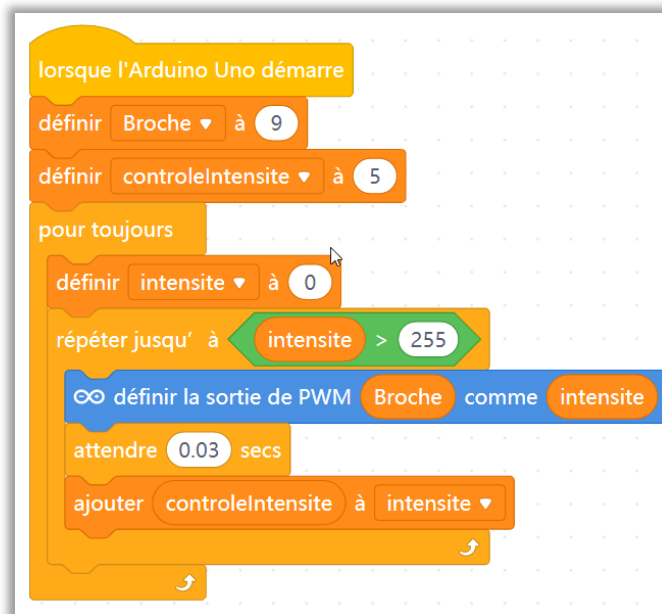 lorsque l'Arduino Uno démarre
définir Broche à 9
définir controleIntensite à 5
pour toujours
définir intensite à 0
répéter jusqu' à intensite > 255
définir la sortie de PWM Broche comme intensite
attendre 0.03 secs
ajouter controleIntensite à intensite